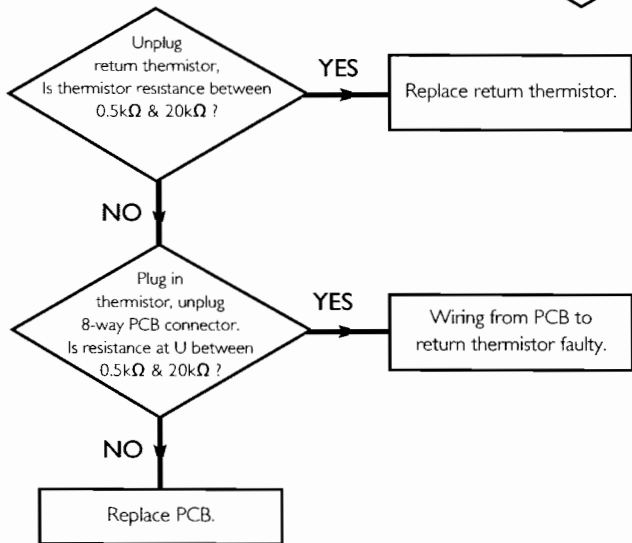 Unplug
return thermistor,
Is thermistor resistance between
0.5kΩ & 20kΩ ?
YES
Replace return thermistor.
NO
Plug in
thermistor, unplug
8-way PCB connector.
Is resistance at U between
0.5kΩ & 20kΩ ?
YES
Wiring from PCB to
return thermistor faulty.
NO
Replace PCB.